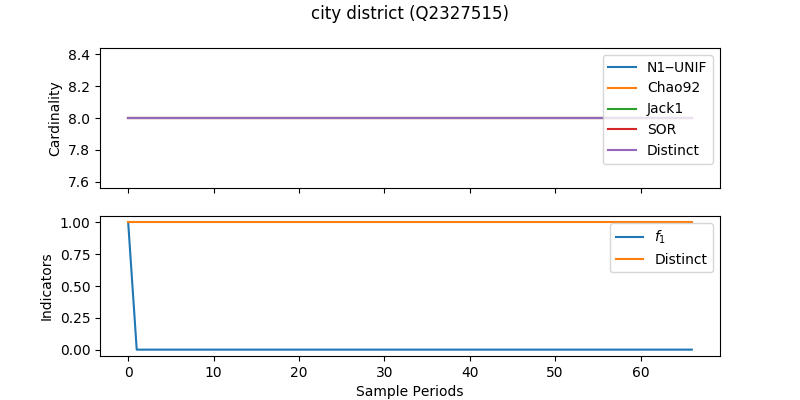 city district (Q2327515)
8.4
8.2
8.0
7.8
7.6
Cardinality
N1‒UNIF
Chao92
Jack1
SOR
Distinct
1.00
0.75
0.50
0.25
0.00
Indicators
f₁
Distinct
0 10 20 30 40 50 60
Sample Periods